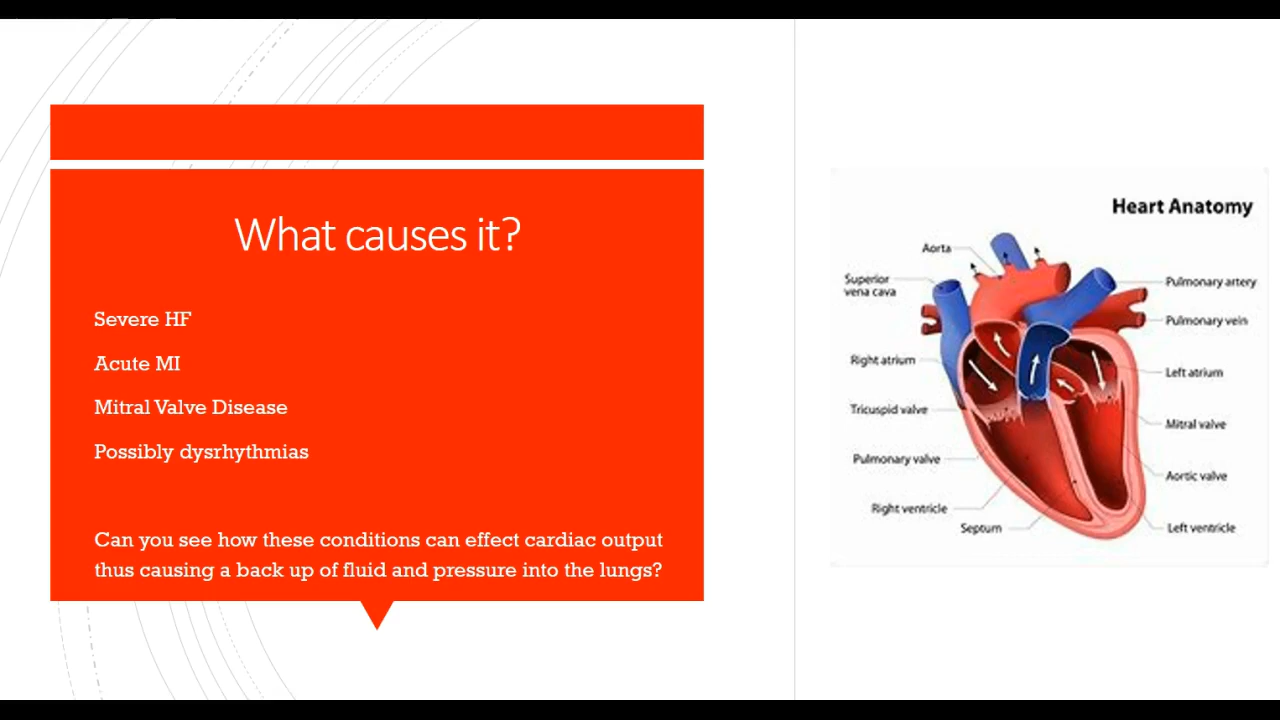 What causes it?
Severe HF
Acute MI
Mitral Valve Disease
Possibly dysrhythmias
Can you see how these conditions can effect cardiac output
thus causing a back up of fluid and pressure into the lungs?
Heart Anatomy
Aorta
Superior
vena cava
Right atrium
Tricuspid valve
Pulmonary valve
Right ventricle
Septum
Pulmonary artery
Pulmonary vein
Left atrium
Mitral valve
Aortic valve
Left ventricle